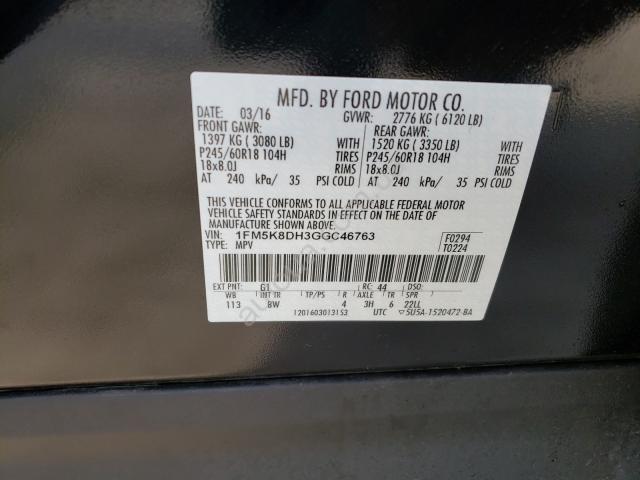 MFD. BY FORD MOTOR CO.
DATE: 03/16 GVWR: 2776 KG ( 6120 LB)
FRONT GAWR: REAR GAWR:
1397 KG ( 3080 LB) WITH 1520 KG ( 3350 LB) WITH
P245/60R18 104H TIRES P245/60R18 104H TIRES
18x8.0J RIMS 18x8.0J RIMS
AT 240 kPa/ 35 PSI COLD AT 240 kPa/ 35 PSI COLD
THIS VEHICLE CONFORMS TO ALL APPLICABLE FEDERAL MOTOR
VEHICLE SAFETY STANDARDS IN EFFECT ON THE DATE OF
MANUFACTURE SHOWN ABOVE.
VIN: 1FM5K8DH3GGC46763 F0294
TYPE: MPV T0224
EXT PNT: G1 RC: 44 DSO:
WB INT TR TP/PS R AXLE TR SPR
113 8W 4 3H 6 22LL
1201603013153 UTC 5U5A-1520472-BA